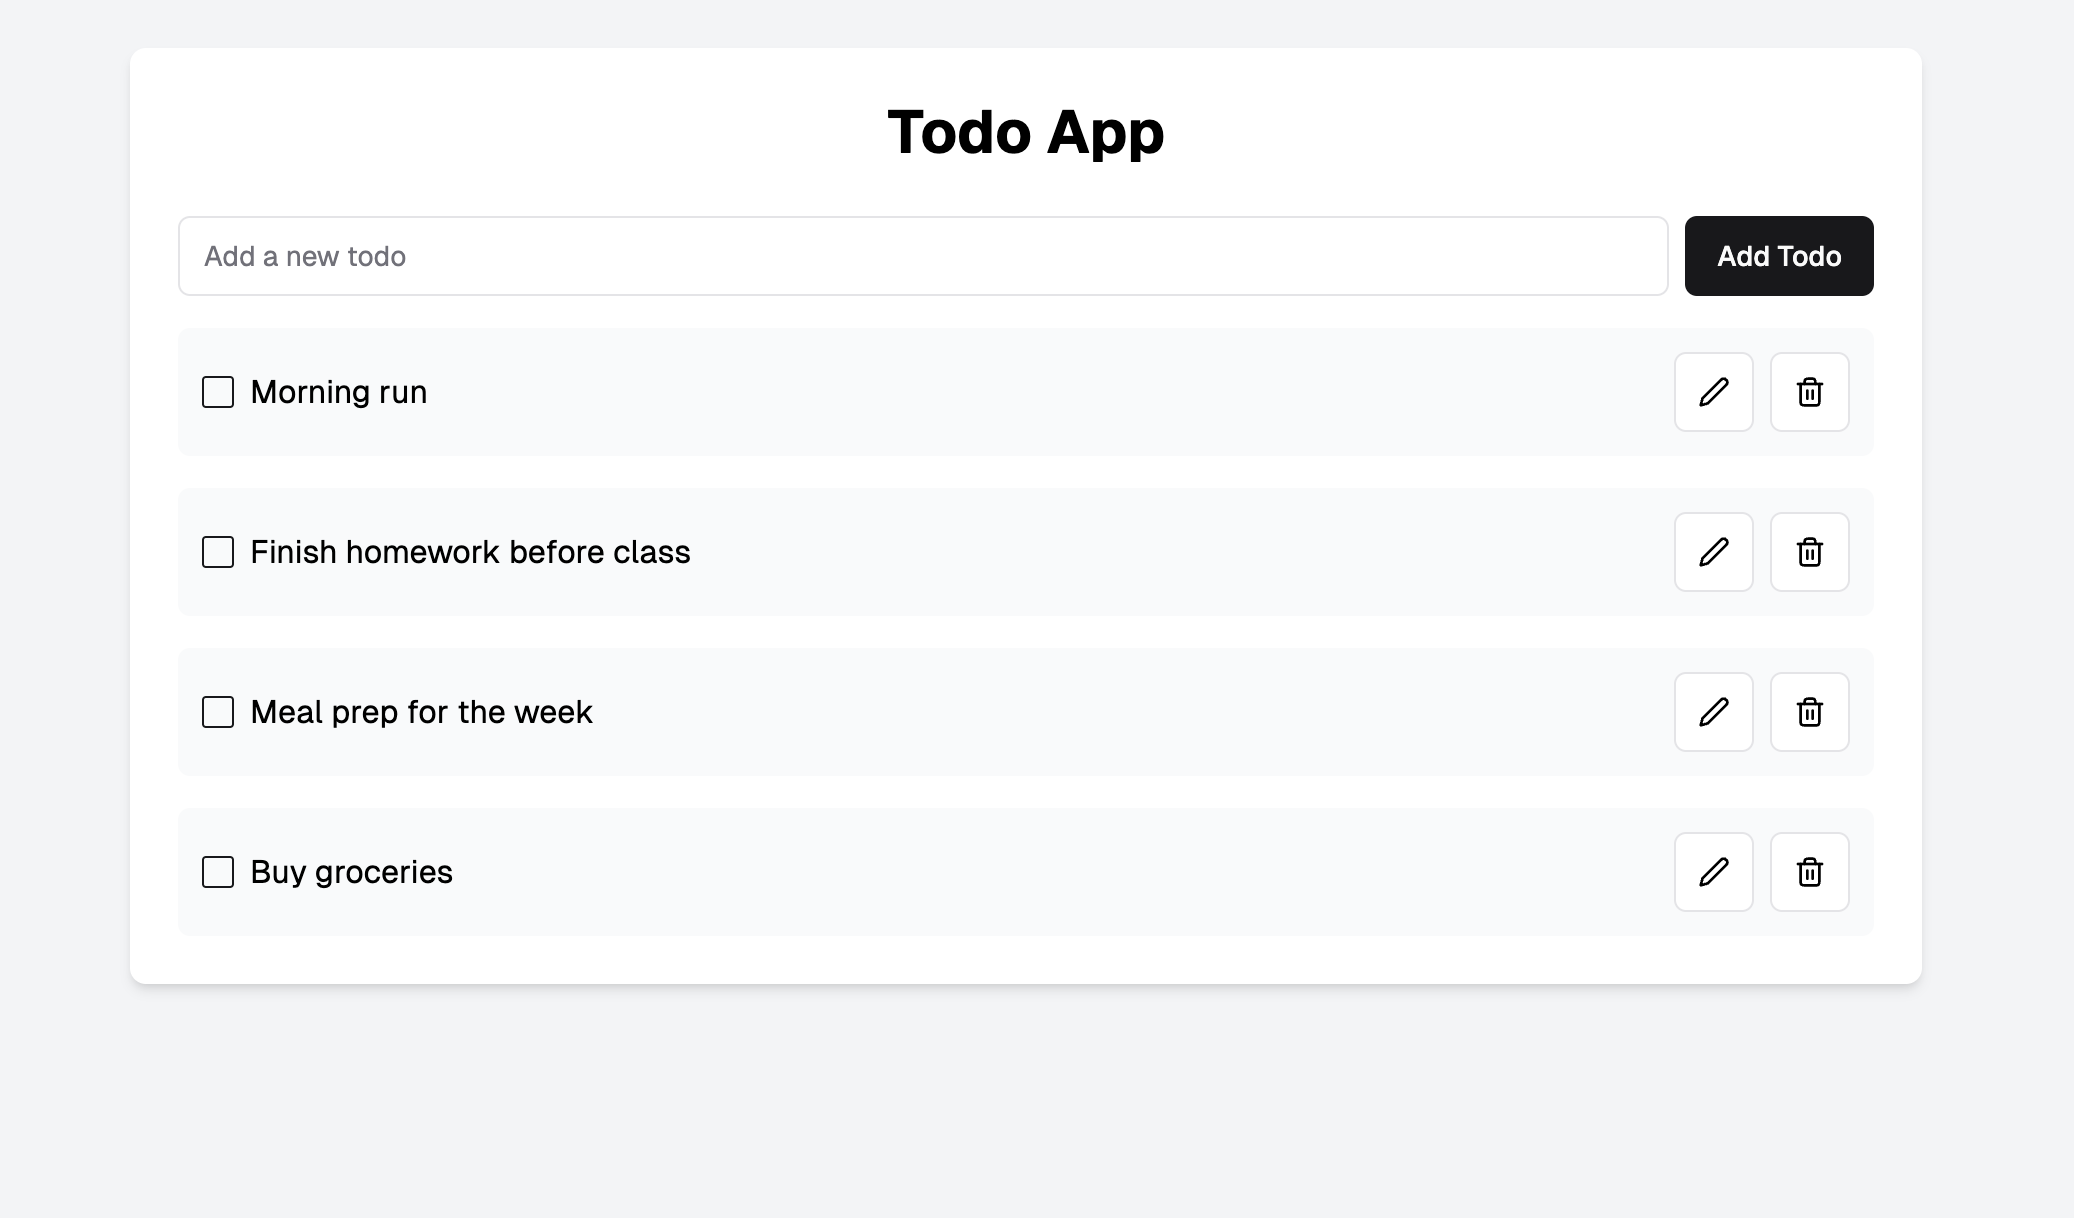 Todo App
Add a new todo
Add Todo
Morning run
Finish homework before class
Meal prep for the week
Buy groceries